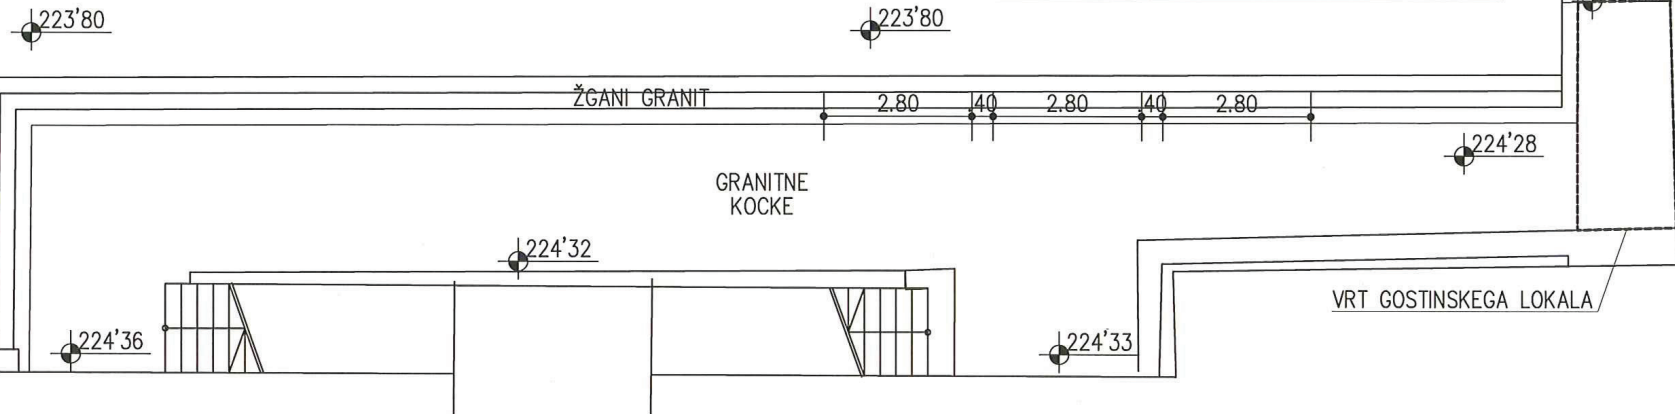 223'80
223'80
ŽGANI GRANIT
2.80
.40
2.80
.40
2.80
224'28
GRANITNE
KOCKE
224'32
VRT GOSTINSKEGA LOKALA
224'36
224'33